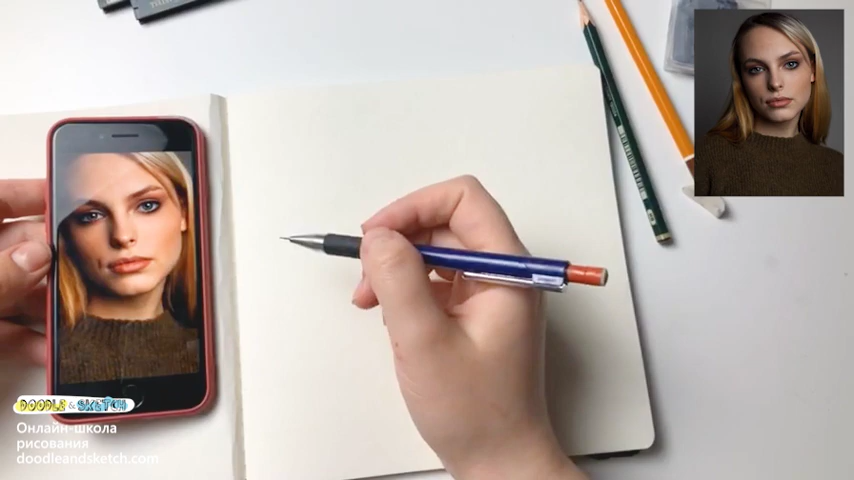 DOODLE & SKETCH
Онлайн-школа
рисования
doodleandsketch.com